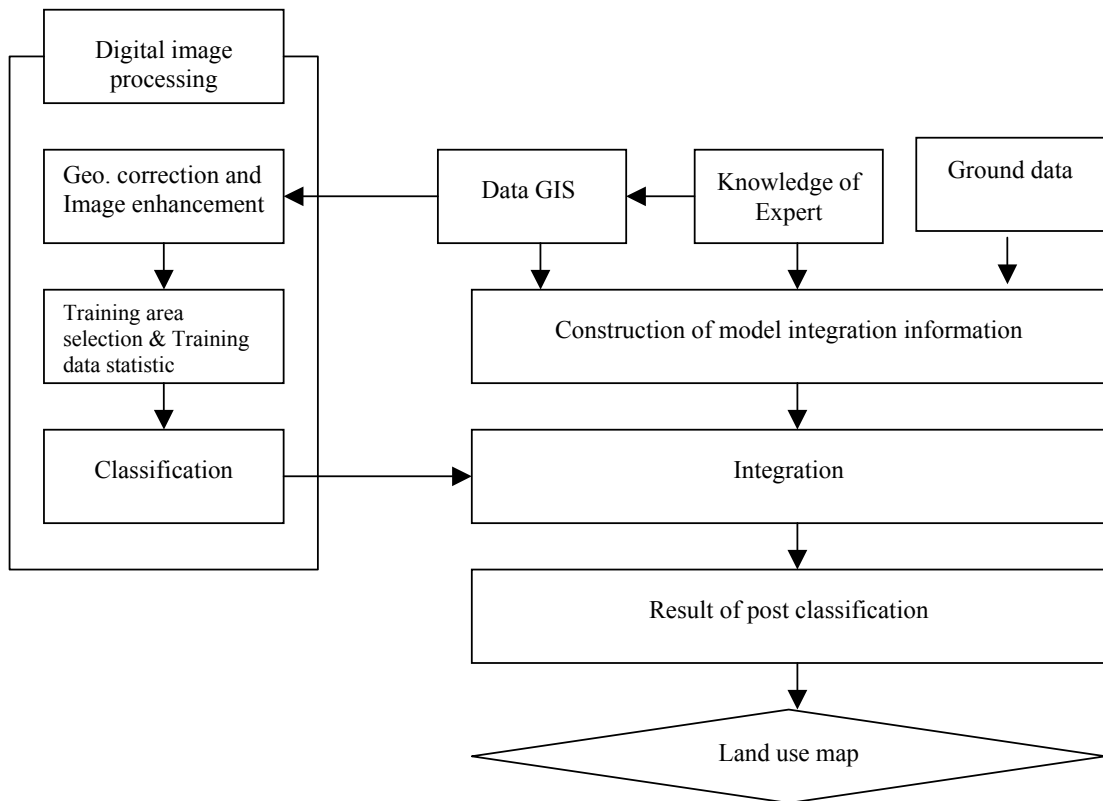 Digital image
processing
Geo. correction and
Image enhancement
Data GIS
Knowledge of
Expert
Ground data
Training area
selection & Training
data statistic
Construction of model integration information
Classification
Integration
Result of post classification
Land use map